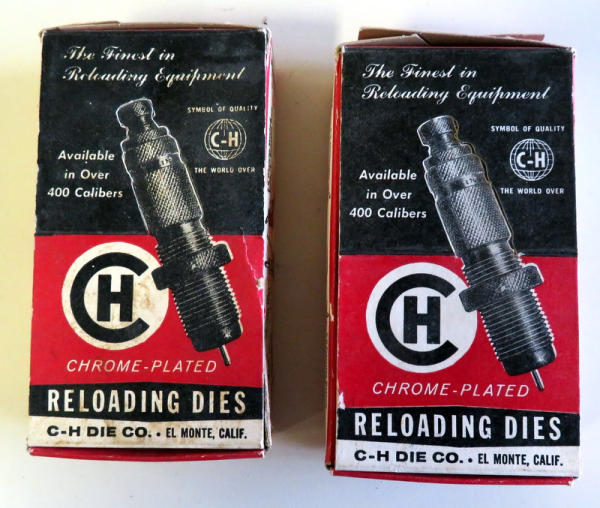 The Finest in
Reloading Equipment
SYMBOL OF QUALITY
C-H
THE WORLD OVER
Available
in Over
400 Calibers
CH
CHROME-PLATED
RELOADING DIES
C-H DIE CO. • EL MONTE, CALIF.
The Finest in
Reloading Equipment
SYMBOL OF QUALITY
C-H
THE WORLD OVER
Available
in Over
400 Calibers
CH
CHROME-PLATED
RELOADING DIES
C-H DIE CO. • EL MONTE, CALIF.